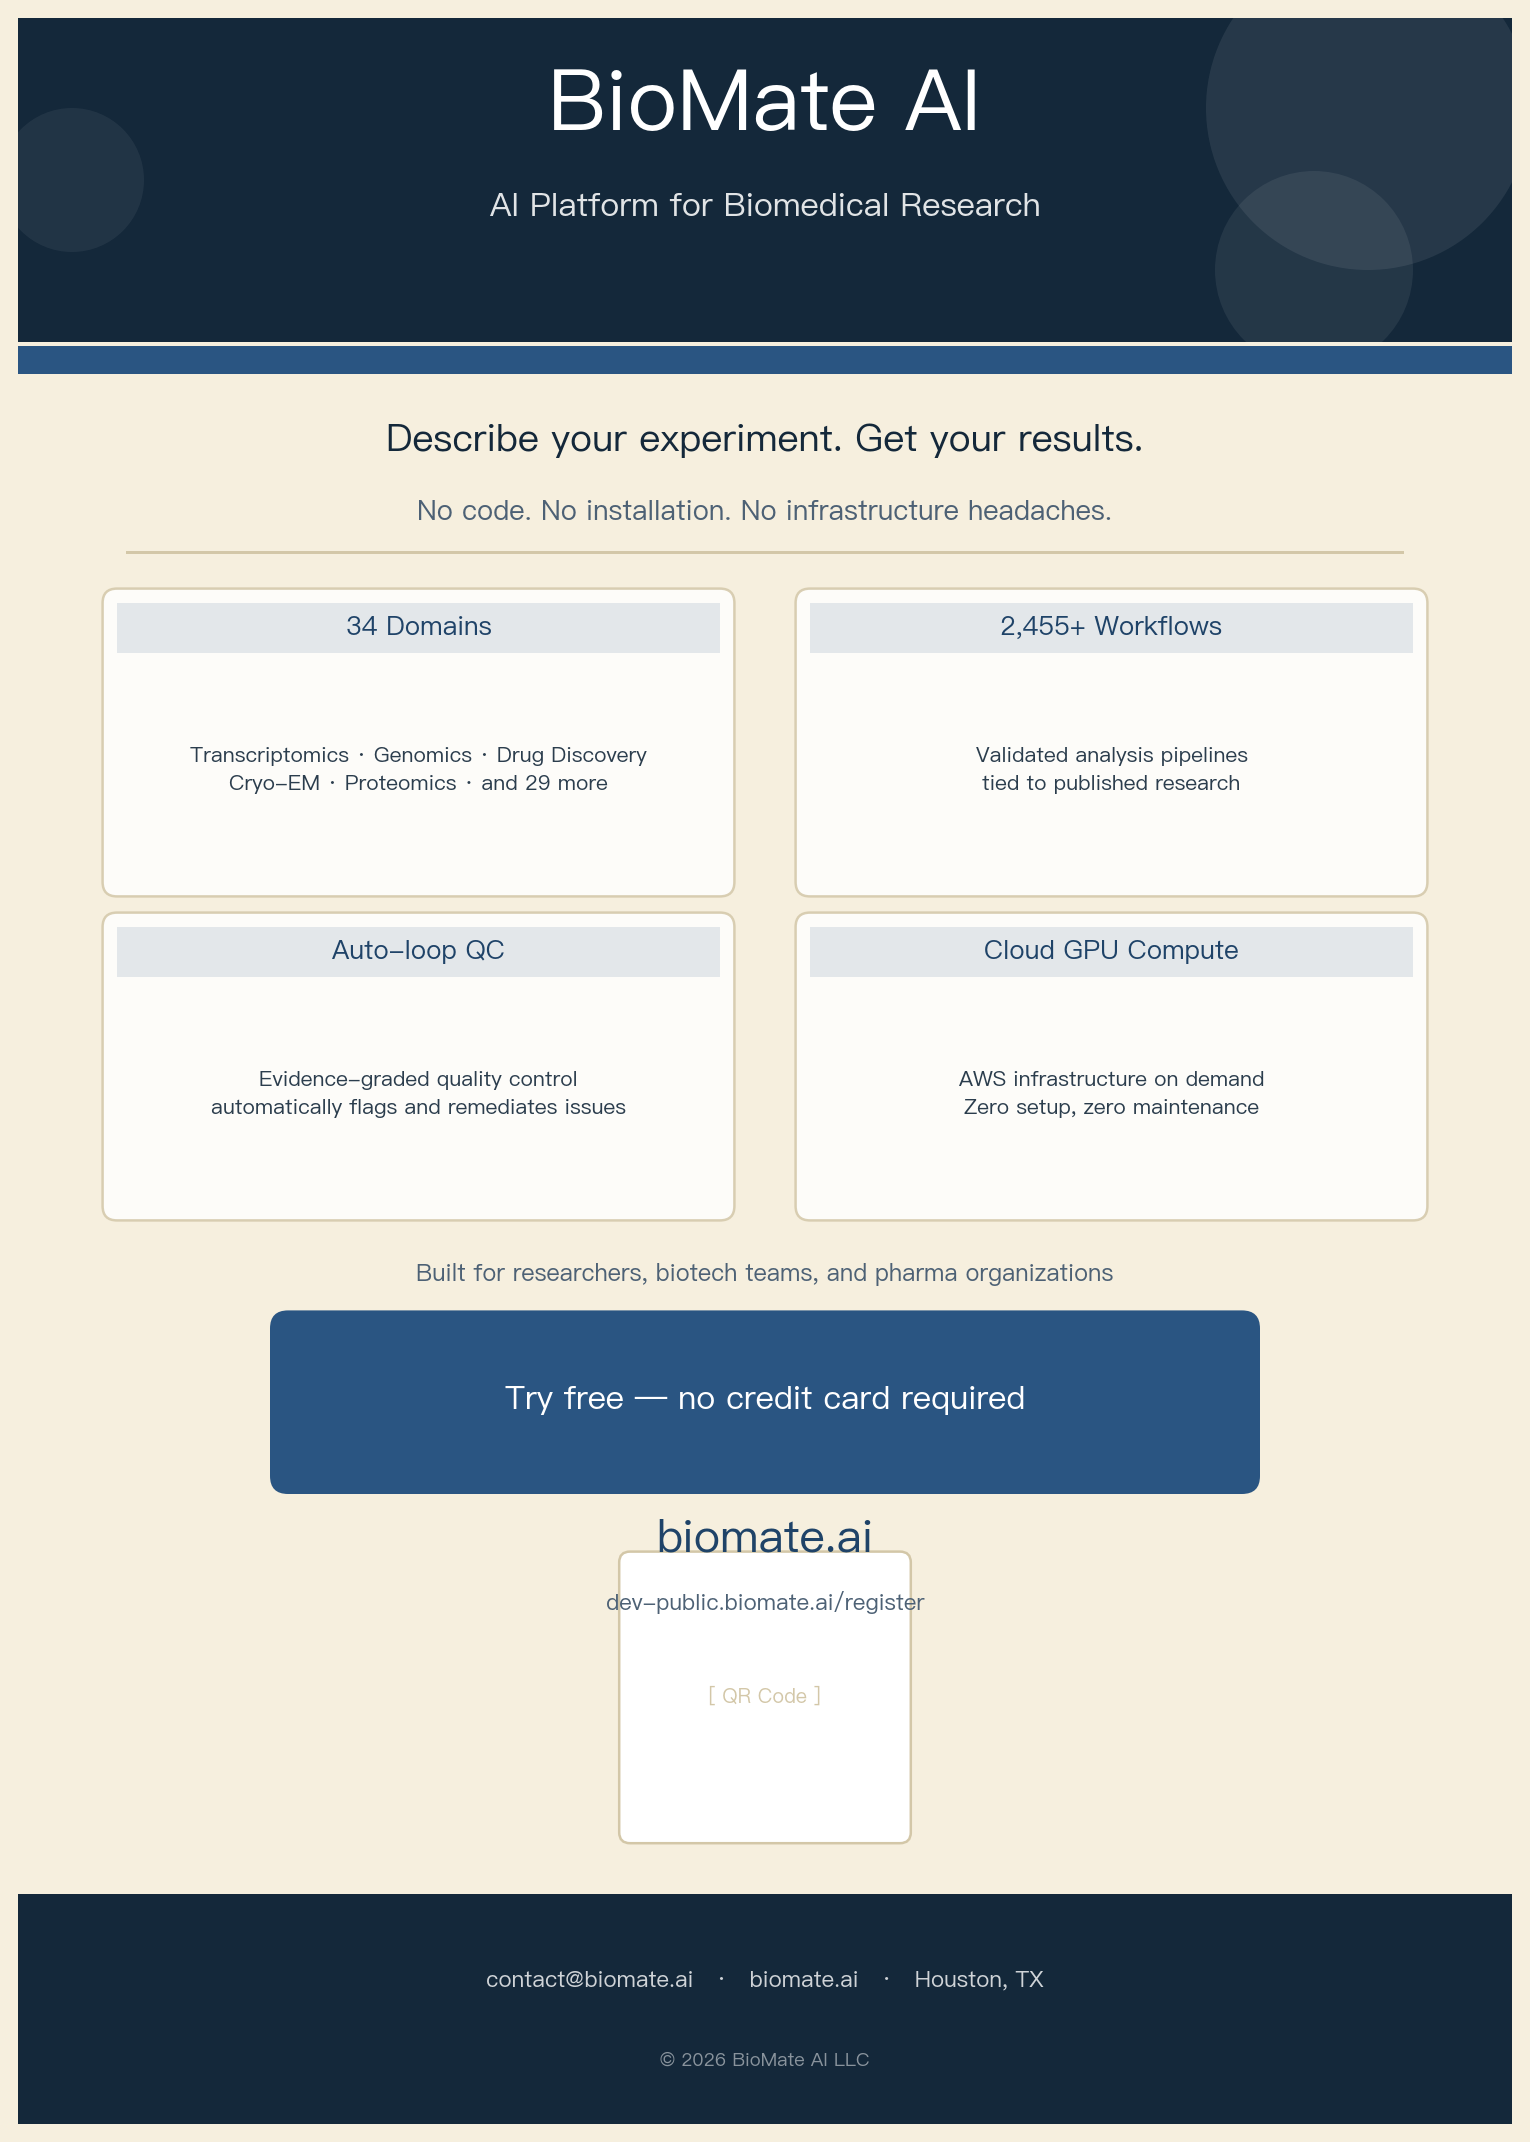 BioMate AI
AI Platform for Biomedical Research
Describe your experiment. Get your results.
No code. No installation. No infrastructure headaches.
34 Domains
Transcriptomics · Genomics · Drug Discovery
Cryo–EM · Proteomics · and 29 more
2,455+ Workflows
Validated analysis pipelines
tied to published research
Auto–loop QC
Evidence–graded quality control
automatically flags and remediates issues
Cloud GPU Compute
AWS infrastructure on demand
Zero setup, zero maintenance
Built for researchers, biotech teams, and pharma organizations
Try free — no credit card required
biomate.ai
dev–public.biomate.ai/register
[ QR Code ]
contact@biomate.ai · biomate.ai · Houston, TX
© 2026 BioMate AI LLC